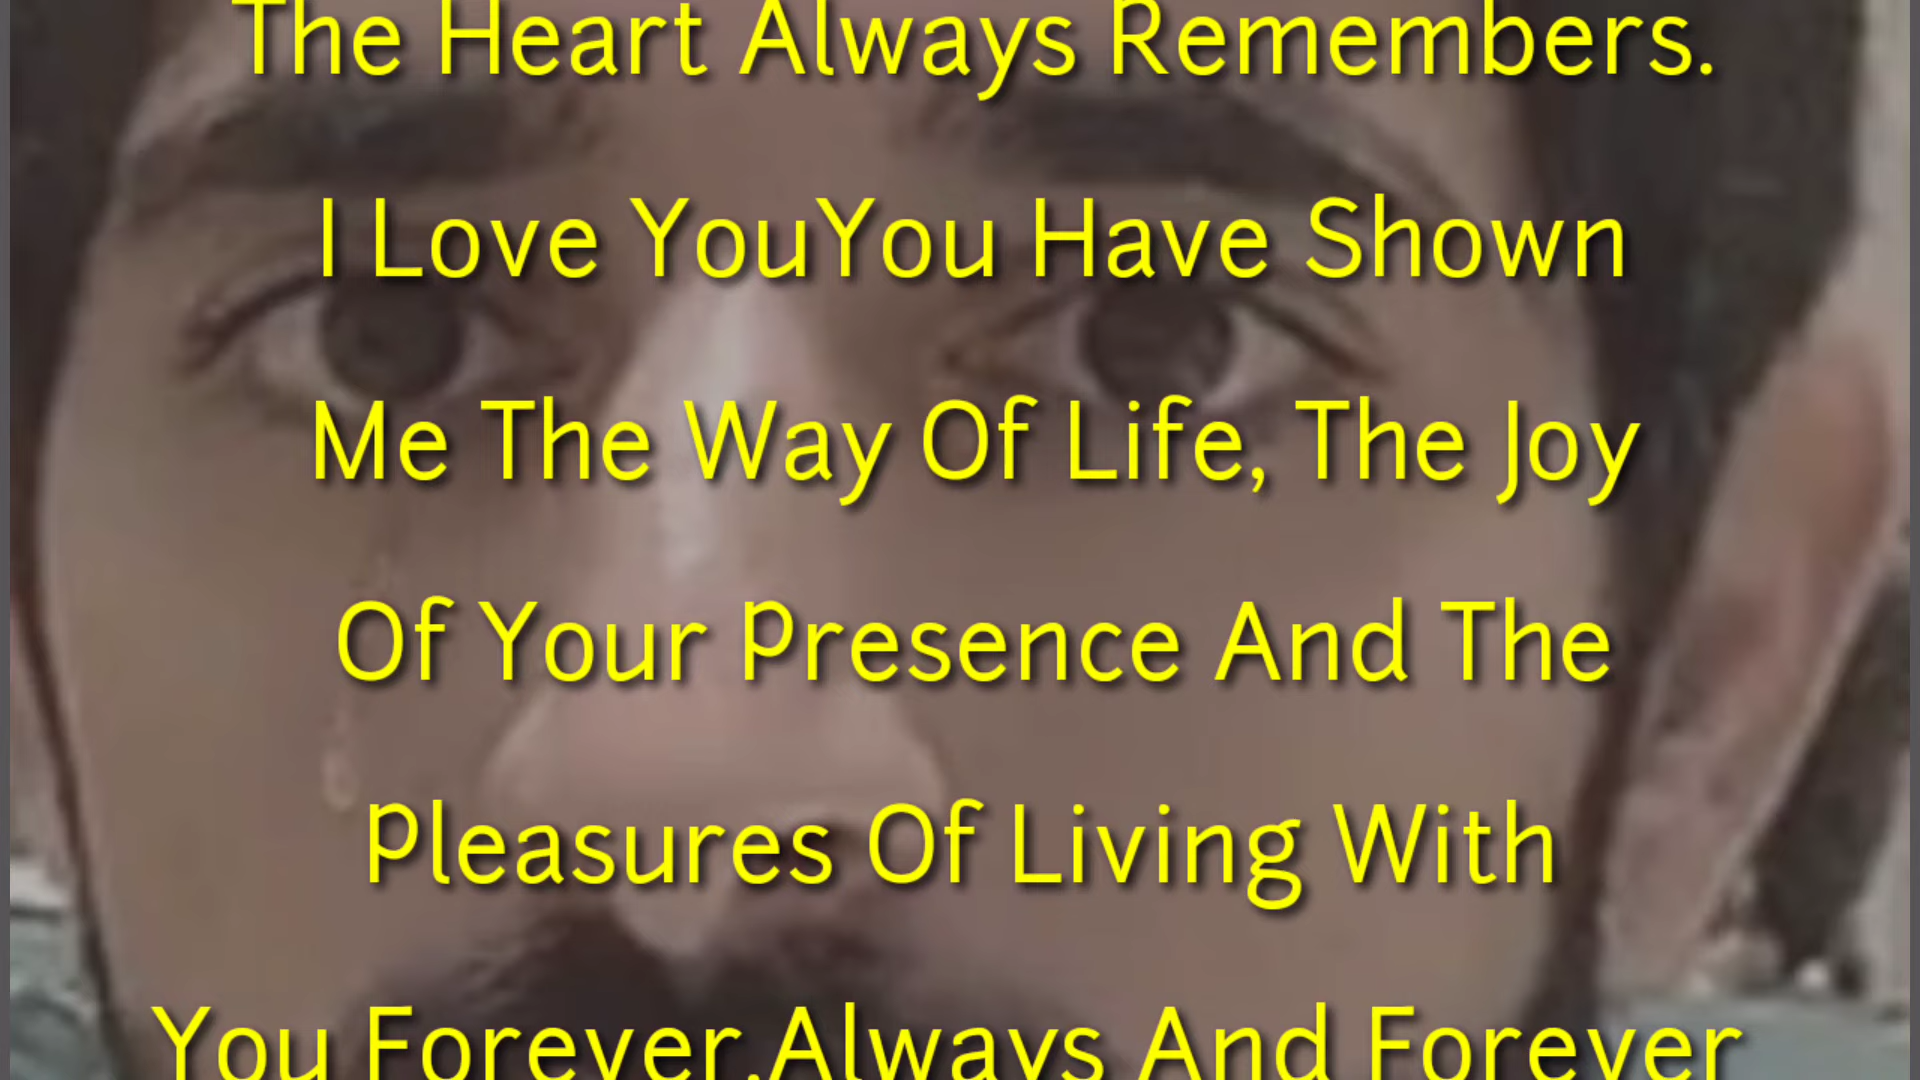 The Heart Always Remembers.
I Love YouYou Have Shown
Me The Way Of Life, The Joy
Of Your Presence And The
Pleasures Of Living With
You Forever.Always And Forever